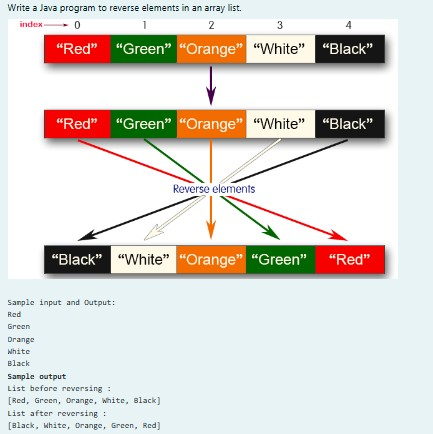 Write a Java program to reverse elements in an array list.
index 0 1 2 3 4
"Red" "Green" "Orange" "White" "Black"
"Red" "Green" "Orange" "White" "Black"
Reverse elements
"Black" "White" "Orange" "Green" "Red"
Sample input and Output:
Red
Green
Orange
White
Black
Sample output
List before reversing :
[Red, Green, Orange, White, Black]
List after reversing :
[Black, White, Orange, Green, Red]